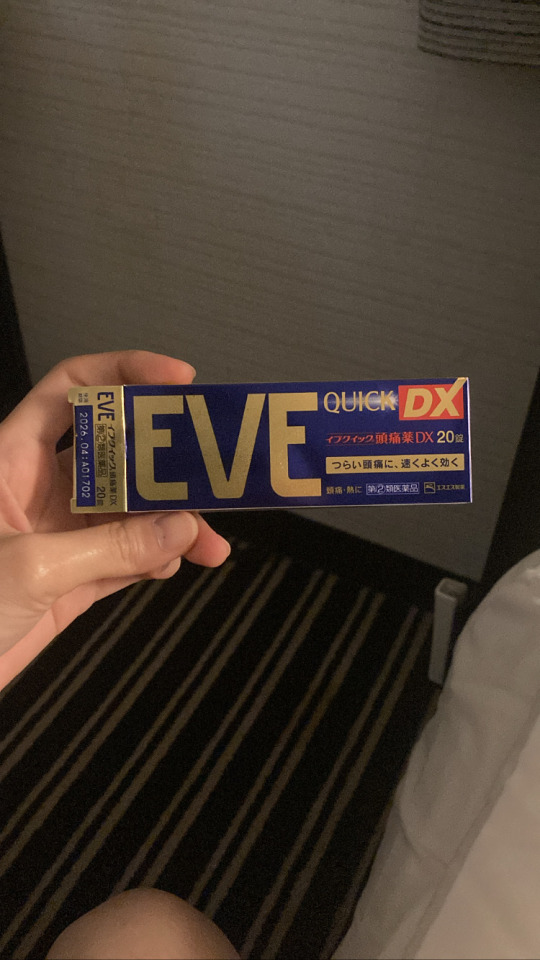 EVE
QUICK DX
イブクイック頭痛薬DX 20錠
つらい頭痛に、速くよく効く
頭痛・熱に 第(2)類医薬品 エスエス製薬
EVE イブクイック頭痛薬DX
第(2)類医薬品 20錠
2026.04:A01702